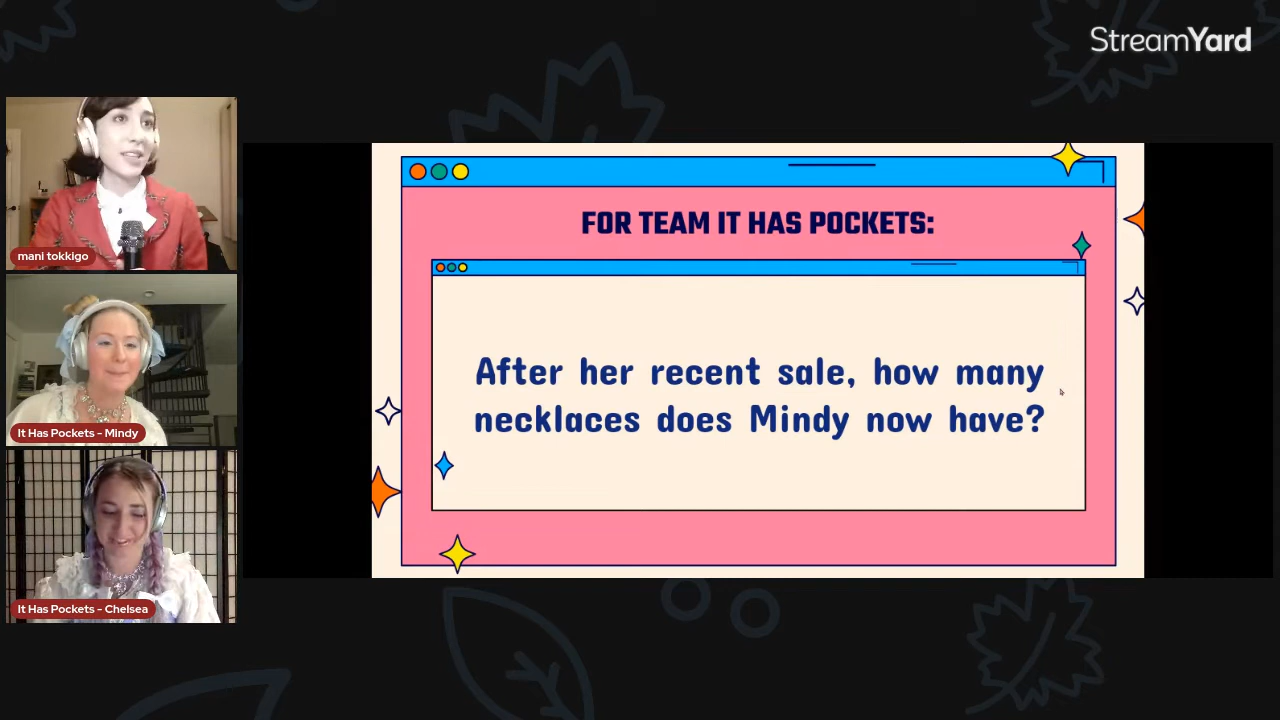 StreamYard
mani tokkigo
It Has Pockets - Mindy
It Has Pockets - Chelsea
FOR TEAM IT HAS POCKETS:
After her recent sale, how many
necklaces does Mindy now have?